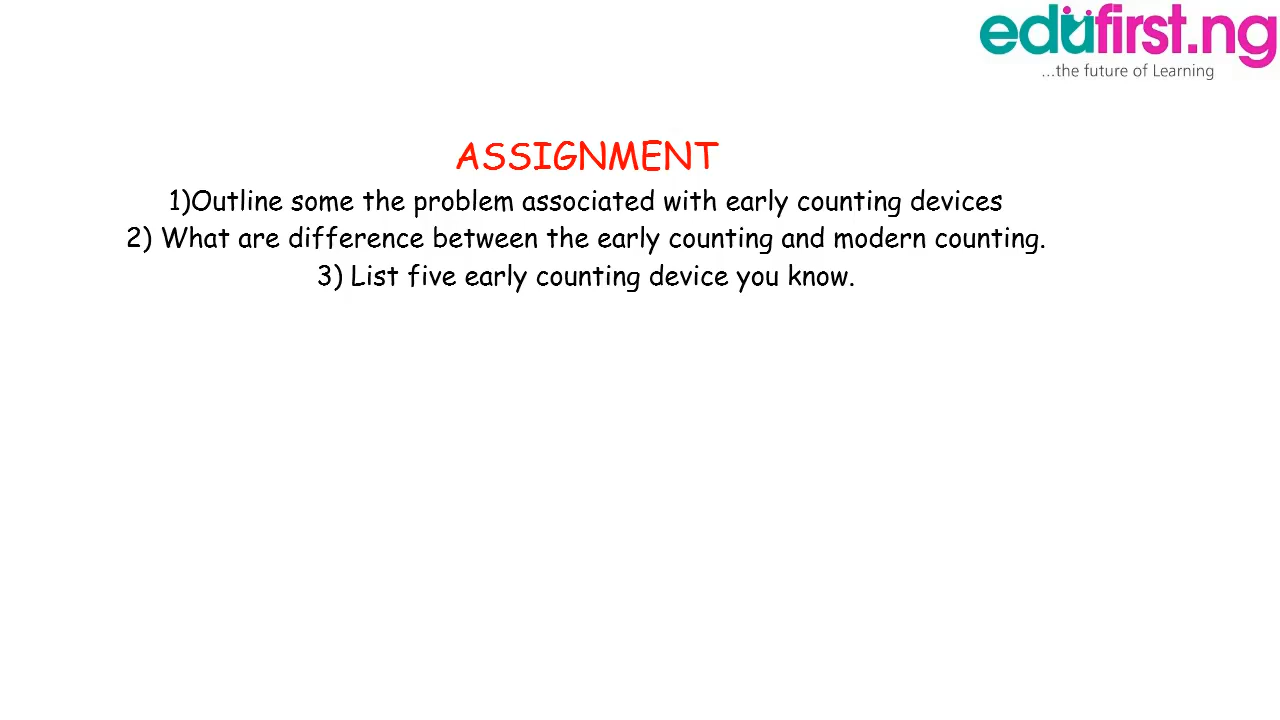 edufirst.ng
...the future of Learning
ASSIGNMENT
1)Outline some the problem associated with early counting devices
2) What are difference between the early counting and modern counting.
3) List five early counting device you know.